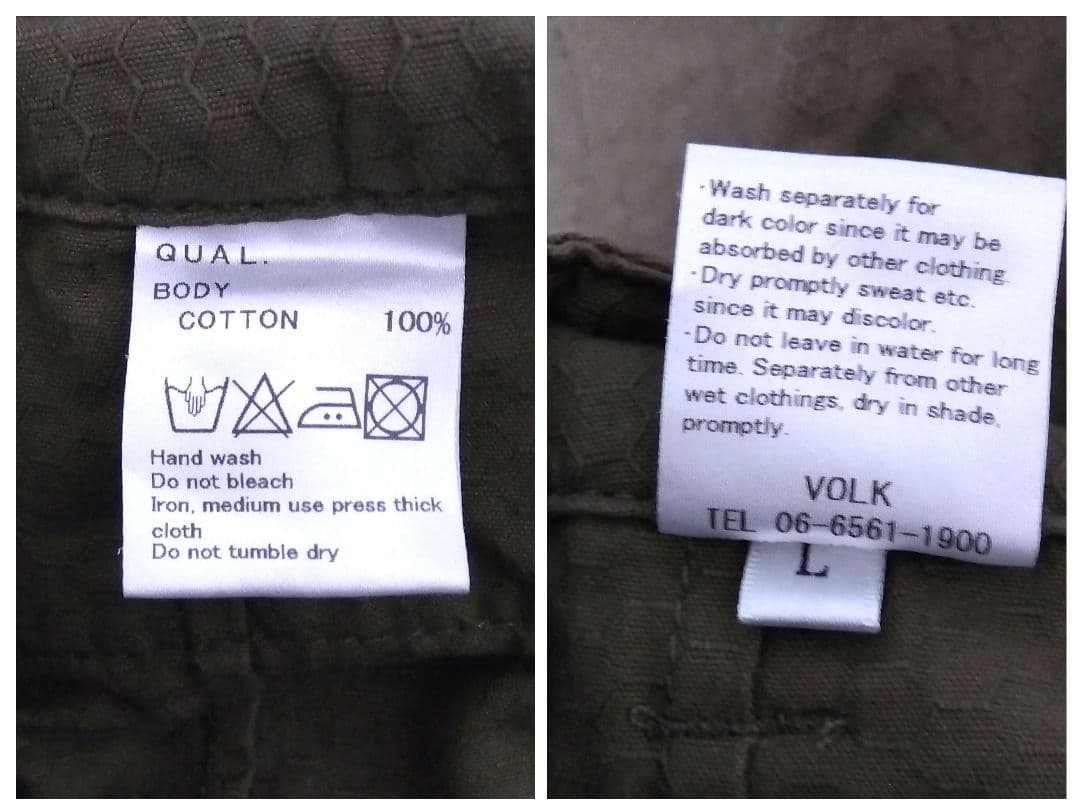 QUAL.
BODY
COTTON 100%
Hand wash
Do not bleach
Iron, medium use press thick
cloth
Do not tumble dry
·Wash separately for
dark color since it may be
absorbed by other clothing.
·Dry promptly sweat etc.
since it may discolor.
·Do not leave in water for long
time. Separately from other
wet clothings, dry in shade,
promptly.
VOLK
TEL 06-6561-1900
L